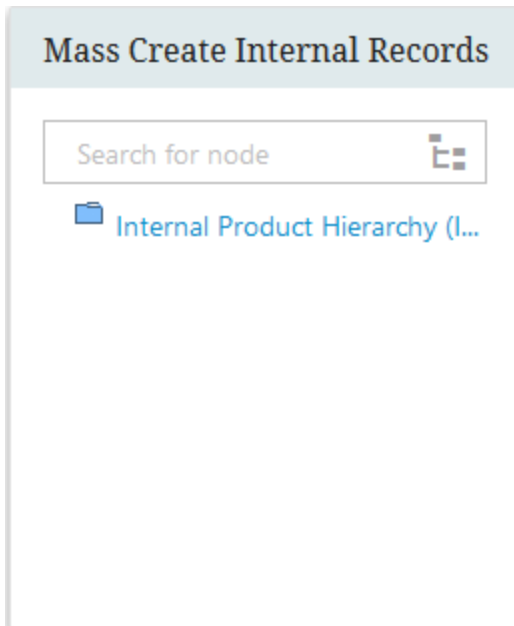 Mass Create Internal Records
Search for node
Internal Product Hierarchy (I...